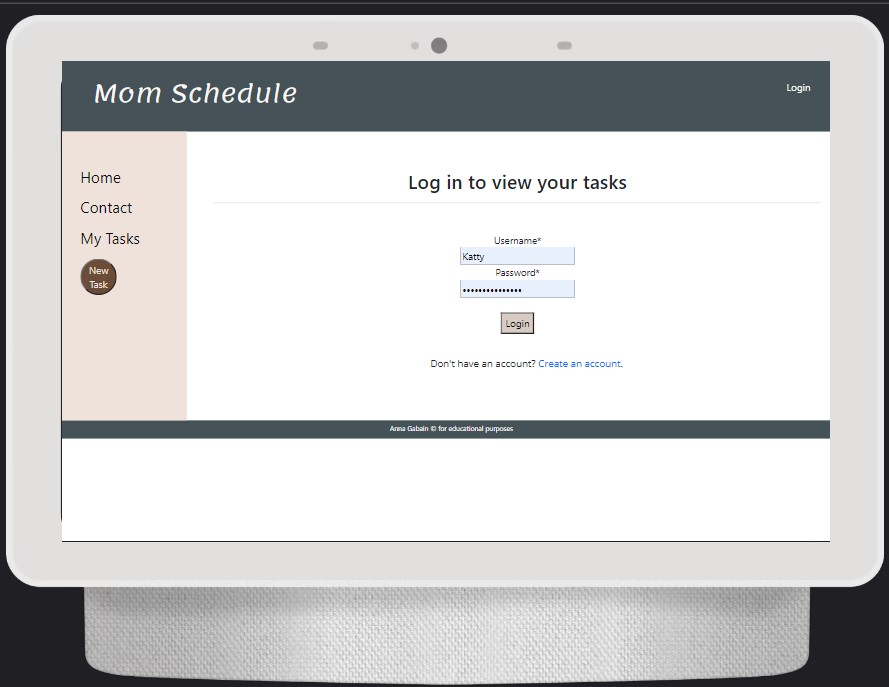 Mom Schedule
Login
Home
Contact
My Tasks
New
Task
Log in to view your tasks
Username*
Katty
Password*
•••••••••••••••
Login
Don't have an account? Create an account.
Anna Gabain © for educational purposes